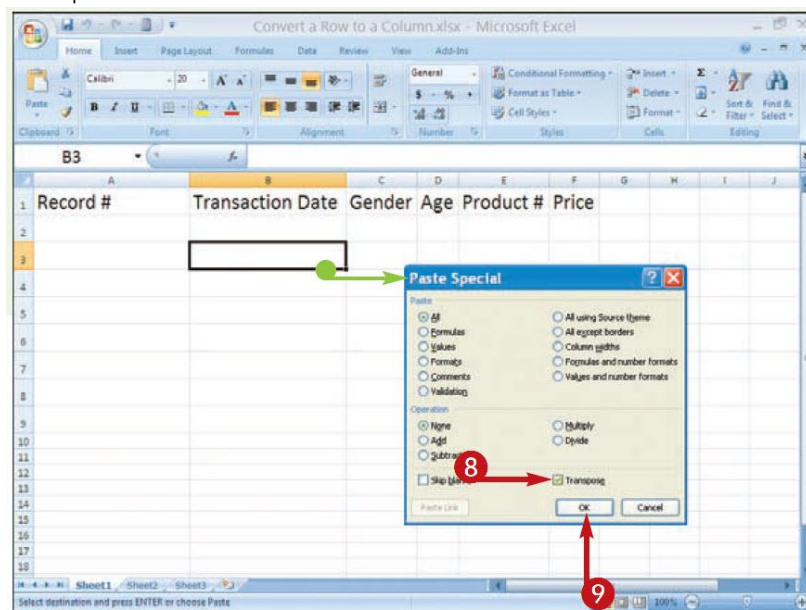 Convert a Row to a Column.xlsx - Microsoft Excel
Home Insert Page Layout Formulas Data Review View Add-Ins
Calibri 20 A A General Conditional Formatting Insert Σ
Paste B I U A $ % , Format as Table Delete Sort & Find &
Cell Styles Format Filter Select
Clipboard Font Alignment Number Styles Cells Editing
B3 fx
A B C D E F G H I J
1 Record # Transaction Date Gender Age Product # Price
2
3
4 Paste Special ? X
Paste
5 All All using Source theme
Formulas All except borders
6 Values Column widths
7 Formats Formulas and number formats
Comments Values and number formats
8 Validation
Operation
9 None Multiply
10 Add Divide
11 Subtract
12 8
13 Skip blanks Transpose
14 Paste Link OK Cancel
15
16
17
18
Sheet1 Sheet2 Sheet3
Select destination and press ENTER or choose Paste 9 100%